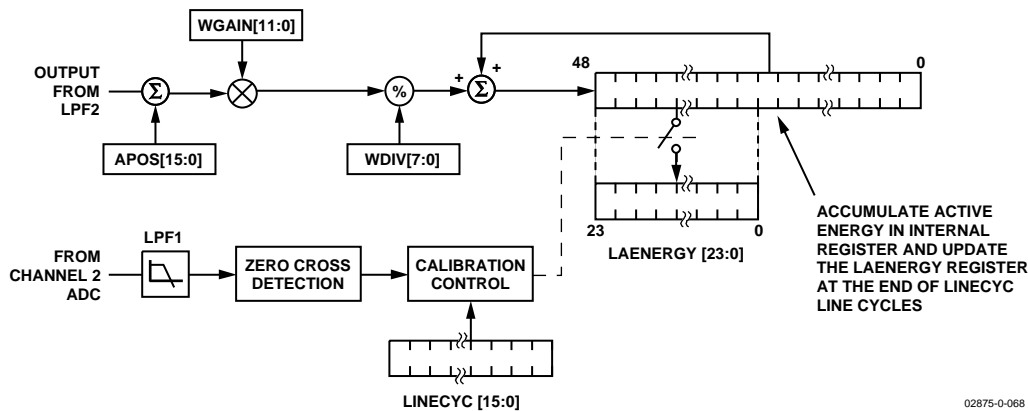 WGAIN[11:0]
OUTPUT
FROM
LPF2
Σ
%
+
+
Σ
48
0
APOS[15:0]
WDIV[7:0]
23
0
LAENERGY [23:0]
ACCUMULATE ACTIVE
ENERGY IN INTERNAL
REGISTER AND UPDATE
THE LAENERGY REGISTER
AT THE END OF LINECYC
LINE CYCLES
FROM
CHANNEL 2
ADC
LPF1
ZERO CROSS
DETECTION
CALIBRATION
CONTROL
LINECYC [15:0]
02875-0-068